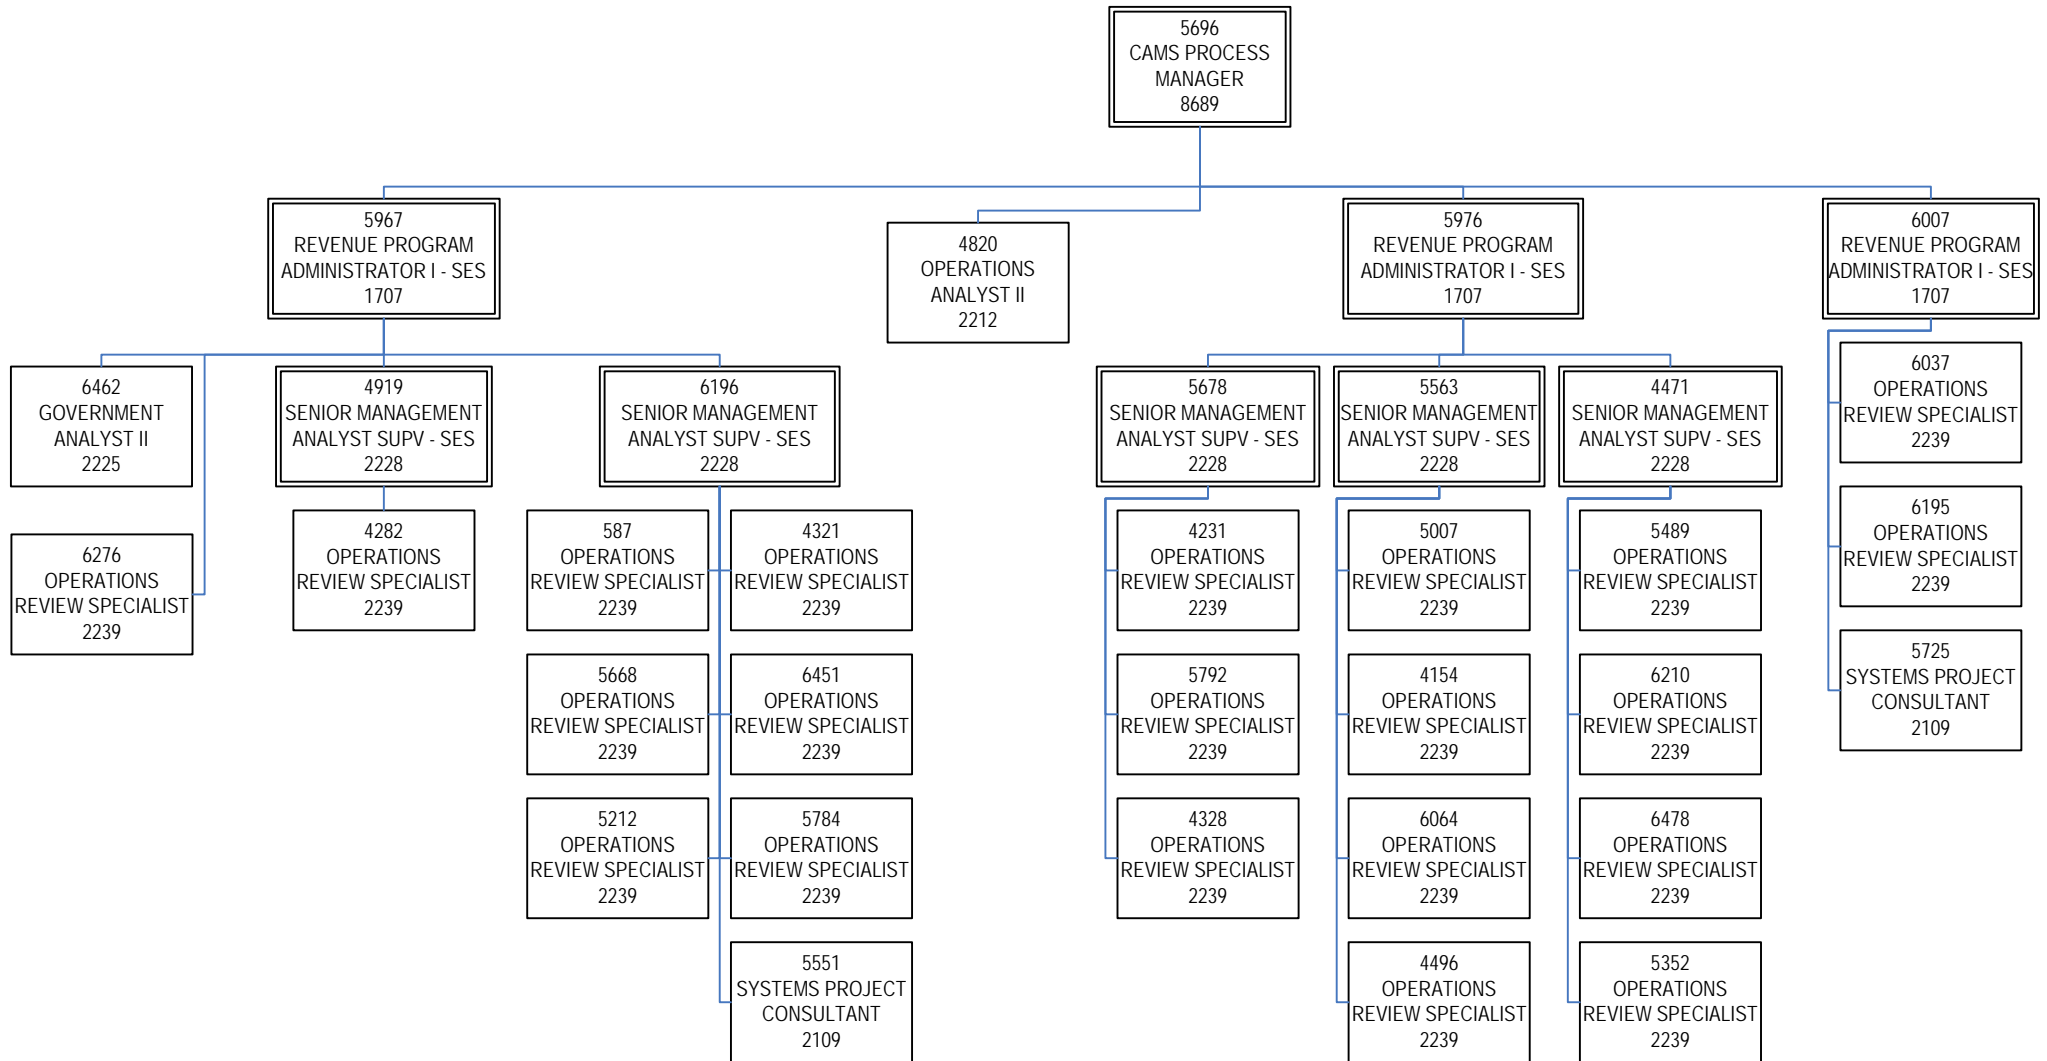 5696
CAMS PROCESS
MANAGER
8689
5967
REVENUE PROGRAM
ADMINISTRATOR I - SES
1707
4820
OPERATIONS
ANALYST II
2212
5976
REVENUE PROGRAM
ADMINISTRATOR I - SES
1707
6007
REVENUE PROGRAM
ADMINISTRATOR I - SES
1707
6462
GOVERNMENT
ANALYST II
2225
4919
SENIOR MANAGEMENT
ANALYST SUPV - SES
2228
6196
SENIOR MANAGEMENT
ANALYST SUPV - SES
2228
5678
SENIOR MANAGEMENT
ANALYST SUPV - SES
2228
5563
SENIOR MANAGEMENT
ANALYST SUPV - SES
2228
4471
SENIOR MANAGEMENT
ANALYST SUPV - SES
2228
6037
OPERATIONS
REVIEW SPECIALIST
2239
6276
OPERATIONS
REVIEW SPECIALIST
2239
4282
OPERATIONS
REVIEW SPECIALIST
2239
587
OPERATIONS
REVIEW SPECIALIST
2239
4321
OPERATIONS
REVIEW SPECIALIST
2239
4231
OPERATIONS
REVIEW SPECIALIST
2239
5007
OPERATIONS
REVIEW SPECIALIST
2239
5489
OPERATIONS
REVIEW SPECIALIST
2239
6195
OPERATIONS
REVIEW SPECIALIST
2239
5668
OPERATIONS
REVIEW SPECIALIST
2239
6451
OPERATIONS
REVIEW SPECIALIST
2239
5792
OPERATIONS
REVIEW SPECIALIST
2239
4154
OPERATIONS
REVIEW SPECIALIST
2239
6210
OPERATIONS
REVIEW SPECIALIST
2239
5725
SYSTEMS PROJECT
CONSULTANT
2109
5212
OPERATIONS
REVIEW SPECIALIST
2239
5784
OPERATIONS
REVIEW SPECIALIST
2239
4328
OPERATIONS
REVIEW SPECIALIST
2239
6064
OPERATIONS
REVIEW SPECIALIST
2239
6478
OPERATIONS
REVIEW SPECIALIST
2239
5551
SYSTEMS PROJECT
CONSULTANT
2109
4496
OPERATIONS
REVIEW SPECIALIST
2239
5352
OPERATIONS
REVIEW SPECIALIST
2239